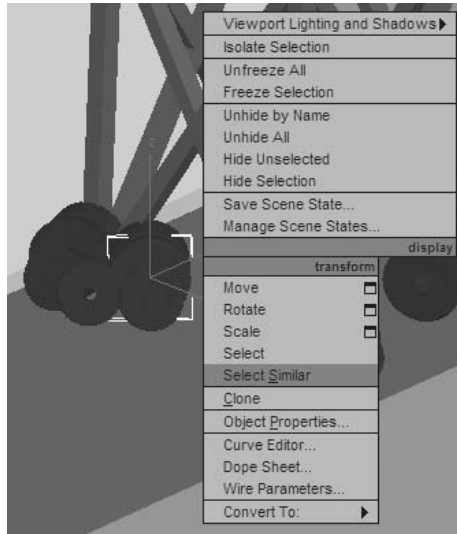 Viewport Lighting and Shadows
Isolate Selection
Unfreeze All
Freeze Selection
Unhide by Name
Unhide All
Hide Unselected
Hide Selection
Save Scene State...
Manage Scene States...
display
transform
Move
Rotate
Scale
Select
Select Similar
Clone
Object Properties...
Curve Editor...
Dope Sheet...
Wire Parameters...
Convert To: